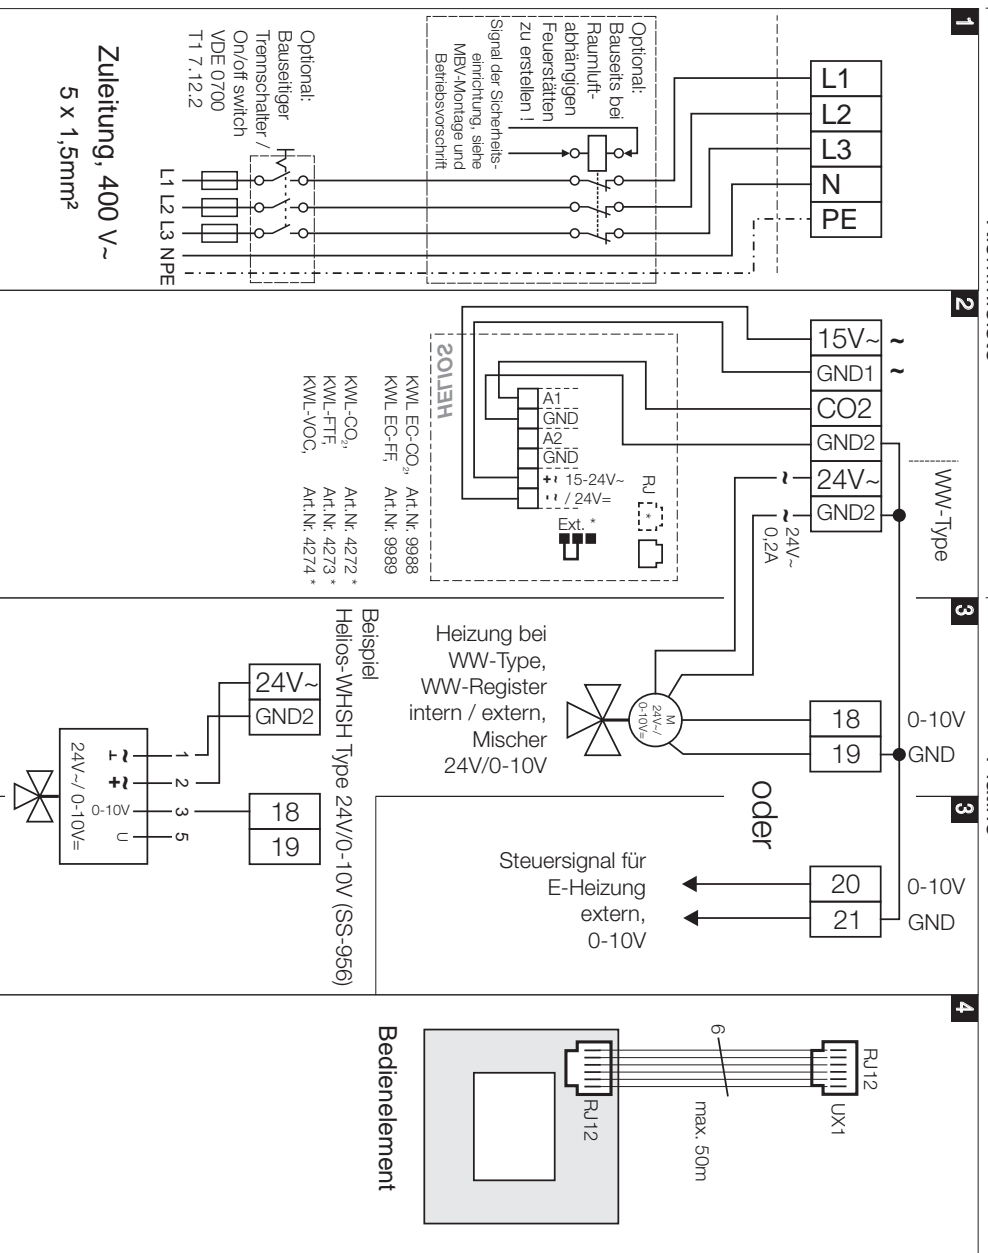 1
L1
L2
L3
N
PE
Optional:
Bauseits bei
Raumluft-
abhängigen
Feuerstätten
zu erstellen !
Signal der Sicherheits-
einrichtung, siehe
MBV-Montage und
Betriebsvorschrift
Optional:
Bauseitiger
Trennschalter /
On/off switch
VDE 0700
T1 7.12.2
L1 L2 L3 N PE
Zuleitung, 400 V~
5 x 1,5mm²
2
15V~ ~
GND1 ~
CO2
GND2
24V~
GND2
WW-Type
~
~ 24V~
0,2A
HELIOS
A1
GND
A2
GND
+ ~ 15-24V~
- ~ / 24V=
RJ
*
Ext. *
KWL EC-CO2, Art.Nr. 9988
KWL EC-FF, Art.Nr. 9989
KWL-CO2, Art.Nr. 4272 *
KWL-FTF, Art.Nr. 4273 *
KWL-VOC, Art.Nr. 4274 *
3
Heizung bei
WW-Type,
WW-Register
intern / extern,
Mischer
24V/0-10V
M
24V~/
0-10V=
18 0-10V
19 GND
Beispiel
Helios-WHSH Type 24V/0-10V (SS-956)
24V~
GND2
18
19
24V~/ 0-10V=
⊥ ~ 1
+ ~ 2
0-10V 3
U 5
oder
3
Steuersignal für
E-Heizung
extern,
0-10V
20 0-10V
21 GND
4
RJ12
UX1
6
max. 50m
RJ12
Bedienelement